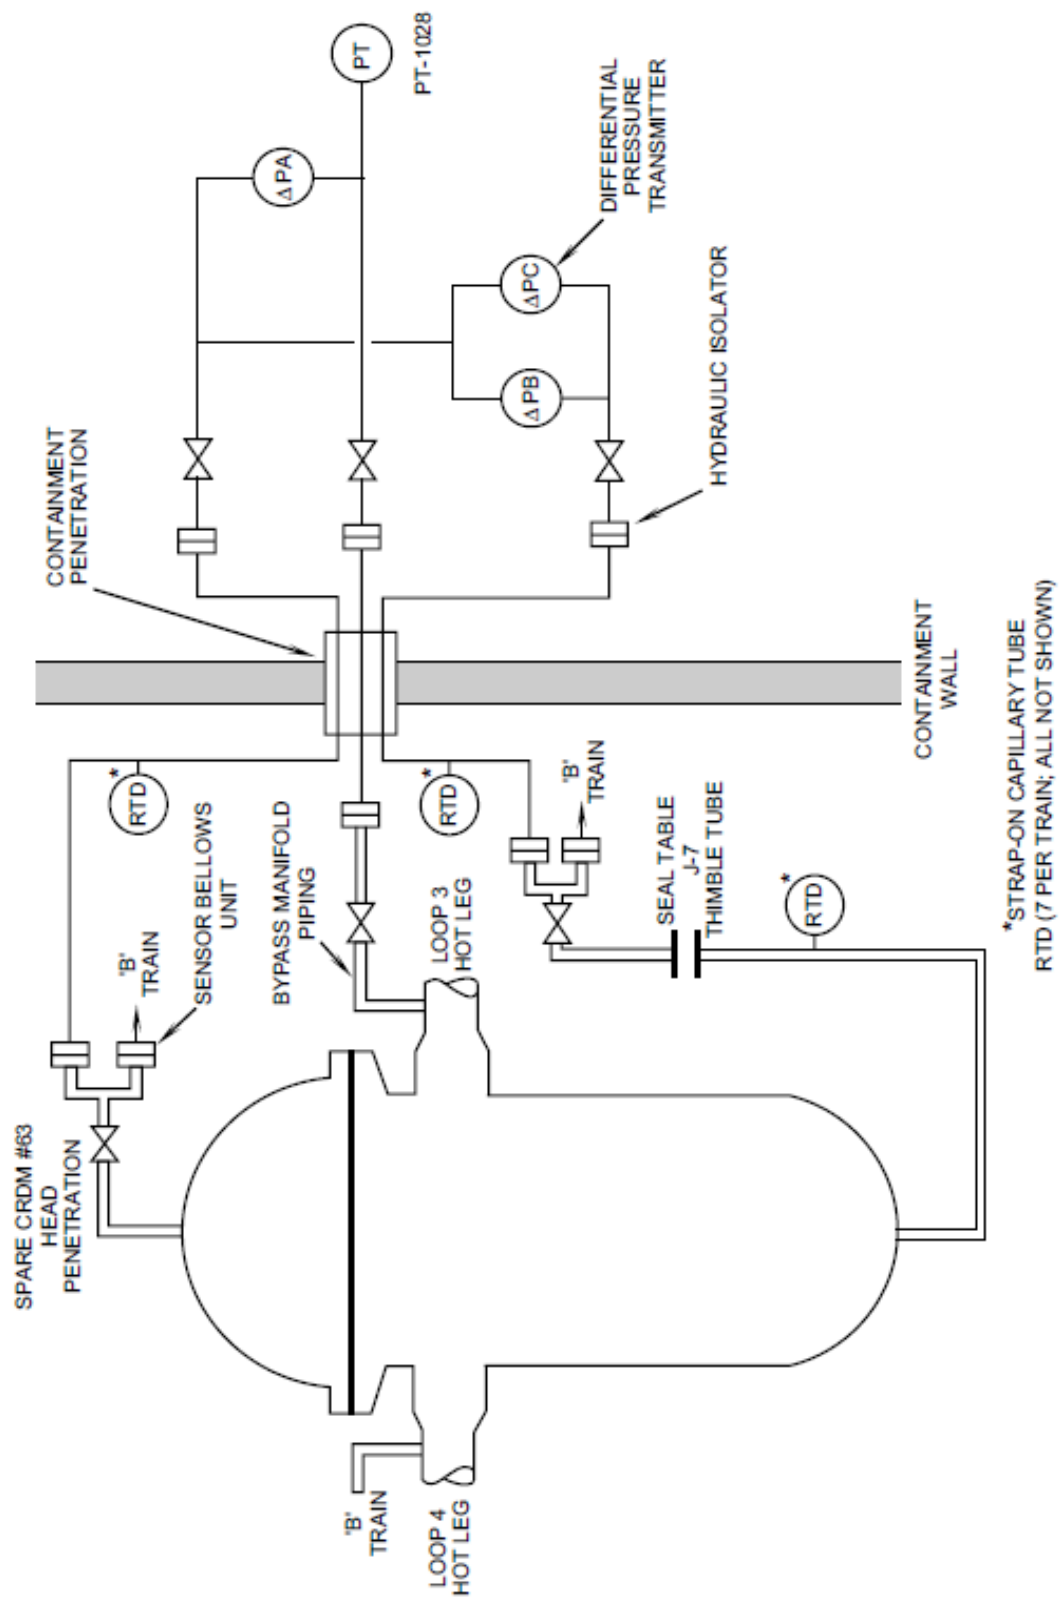 SPARE CRDM #63
HEAD
PENETRATION
'B'
TRAIN
SENSOR BELLOWS
UNIT
RTD
*
CONTAINMENT
PENETRATION
ΔPA
PT
PT-1028
BYPASS MANIFOLD
PIPING
'B'
TRAIN
LOOP 4
HOT LEG
LOOP 3
HOT LEG
RTD
*
'B'
TRAIN
ΔPB
ΔPC
DIFFERENTIAL
PRESSURE
TRANSMITTER
HYDRAULIC ISOLATOR
SEAL TABLE
J-7
THIMBLE TUBE
RTD
*
CONTAINMENT
WALL
*STRAP-ON CAPILLARY TUBE
RTD (7 PER TRAIN; ALL NOT SHOWN)